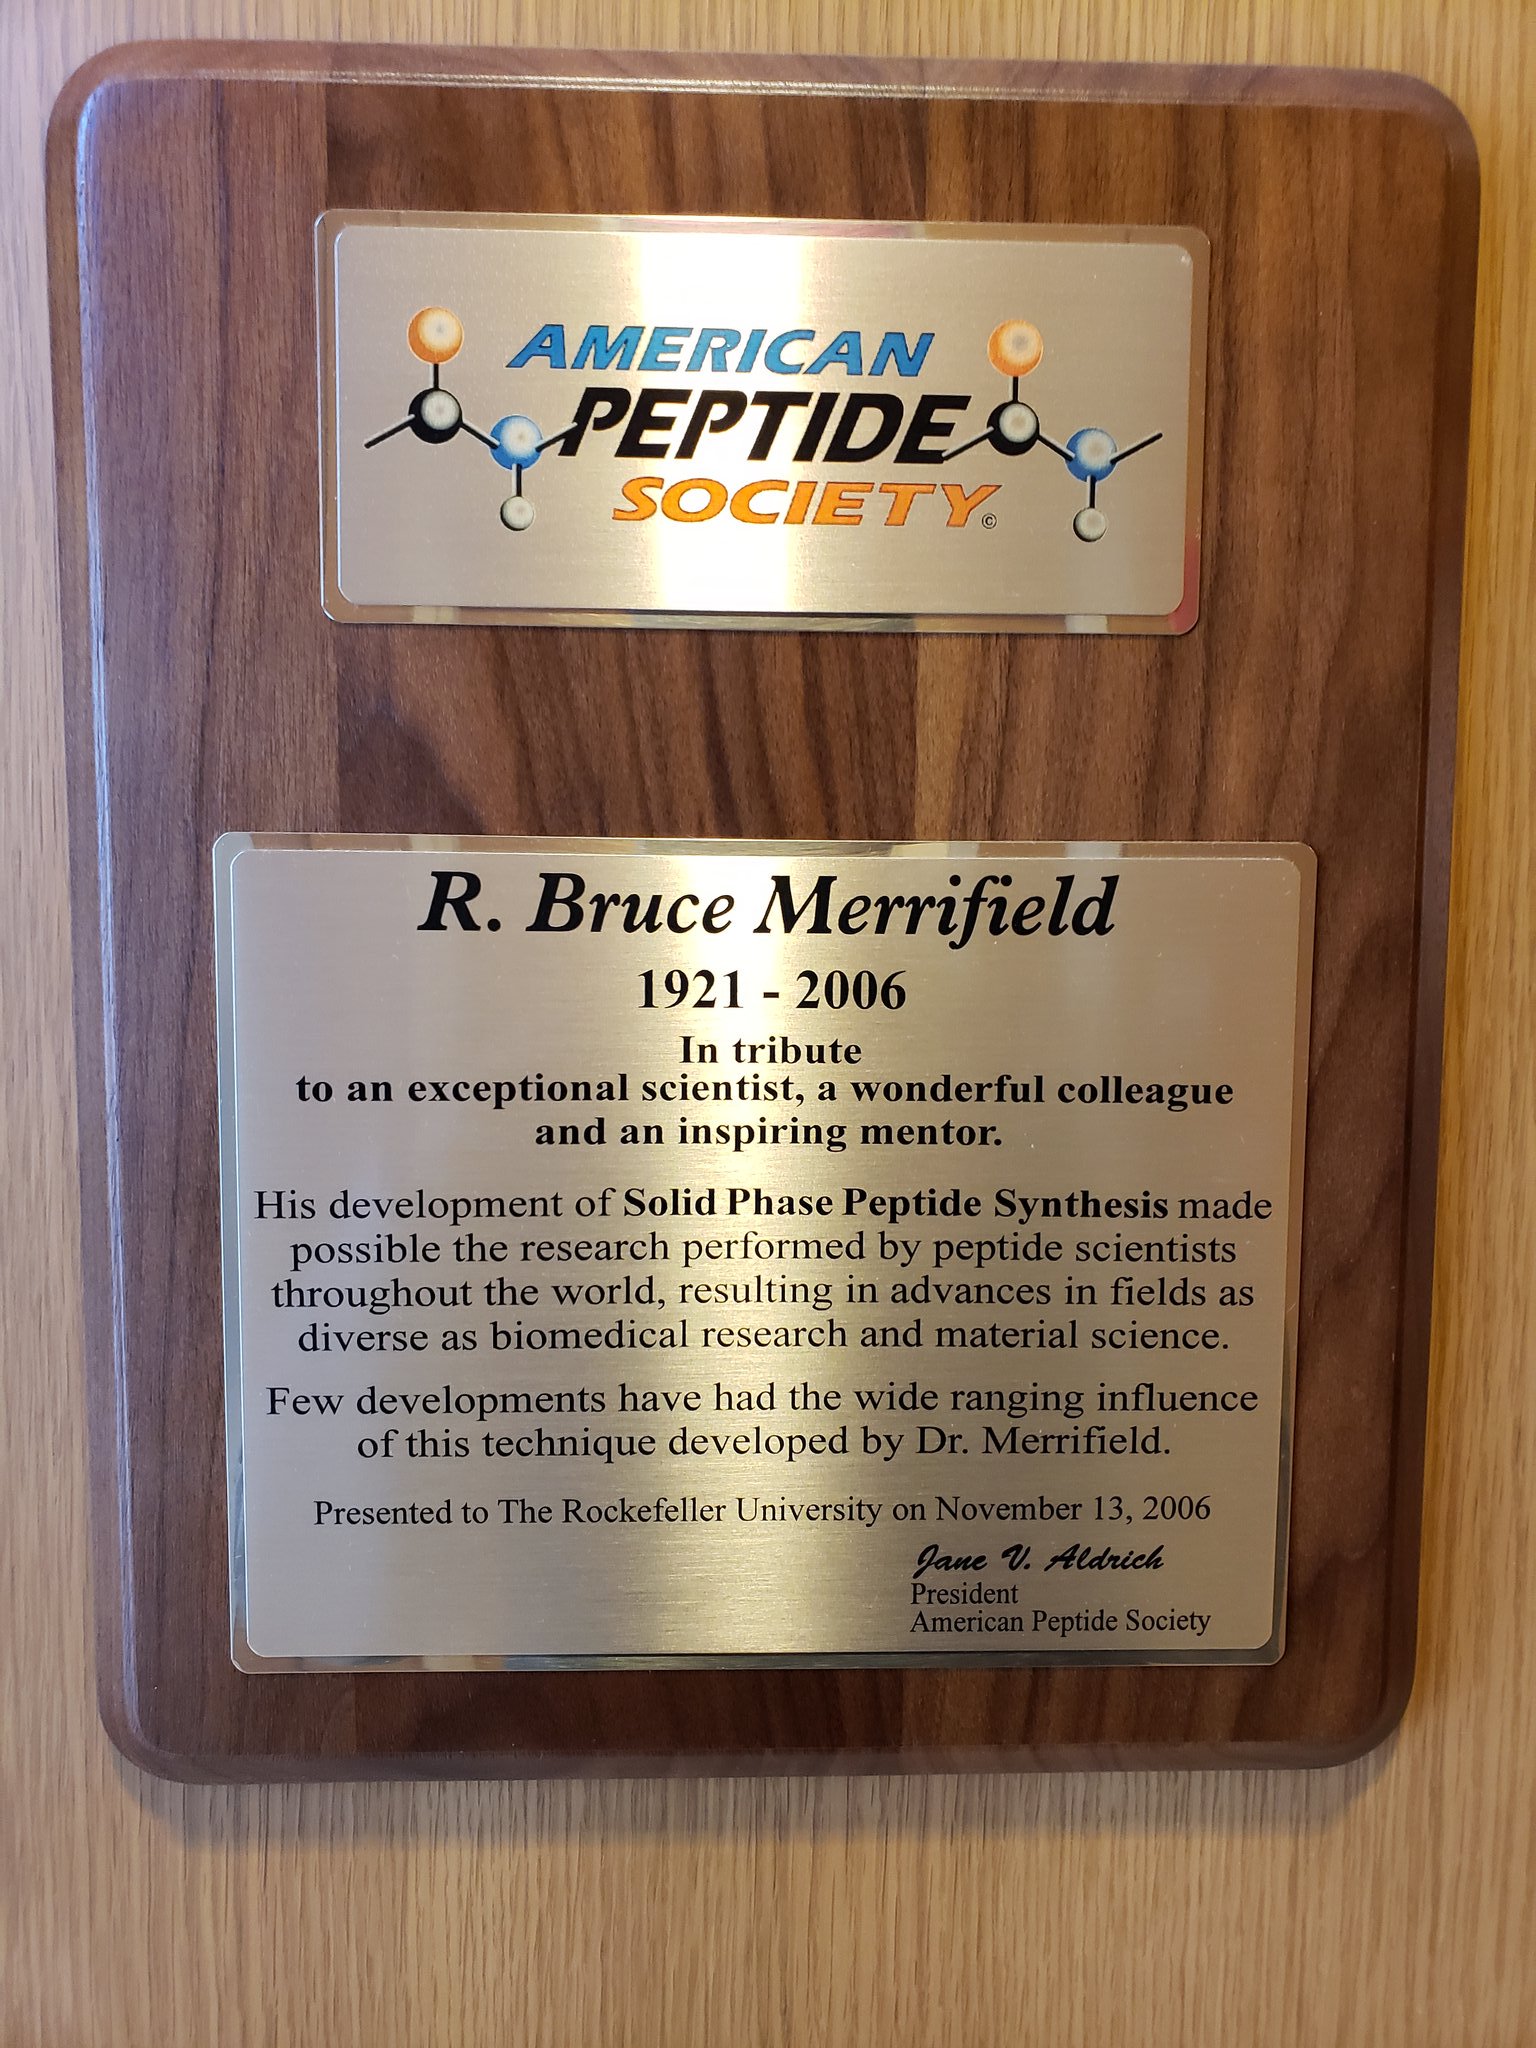 AMERICAN
PEPTIDE
SOCIETY©
R. Bruce Merrifield
1921 - 2006
In tribute
to an exceptional scientist, a wonderful colleague
and an inspiring mentor.
His development of Solid Phase Peptide Synthesis made
possible the research performed by peptide scientists
throughout the world, resulting in advances in fields as
diverse as biomedical research and material science.
Few developments have had the wide ranging influence
of this technique developed by Dr. Merrifield.
Presented to The Rockefeller University on November 13, 2006
Jane V. Aldrich
President
American Peptide Society